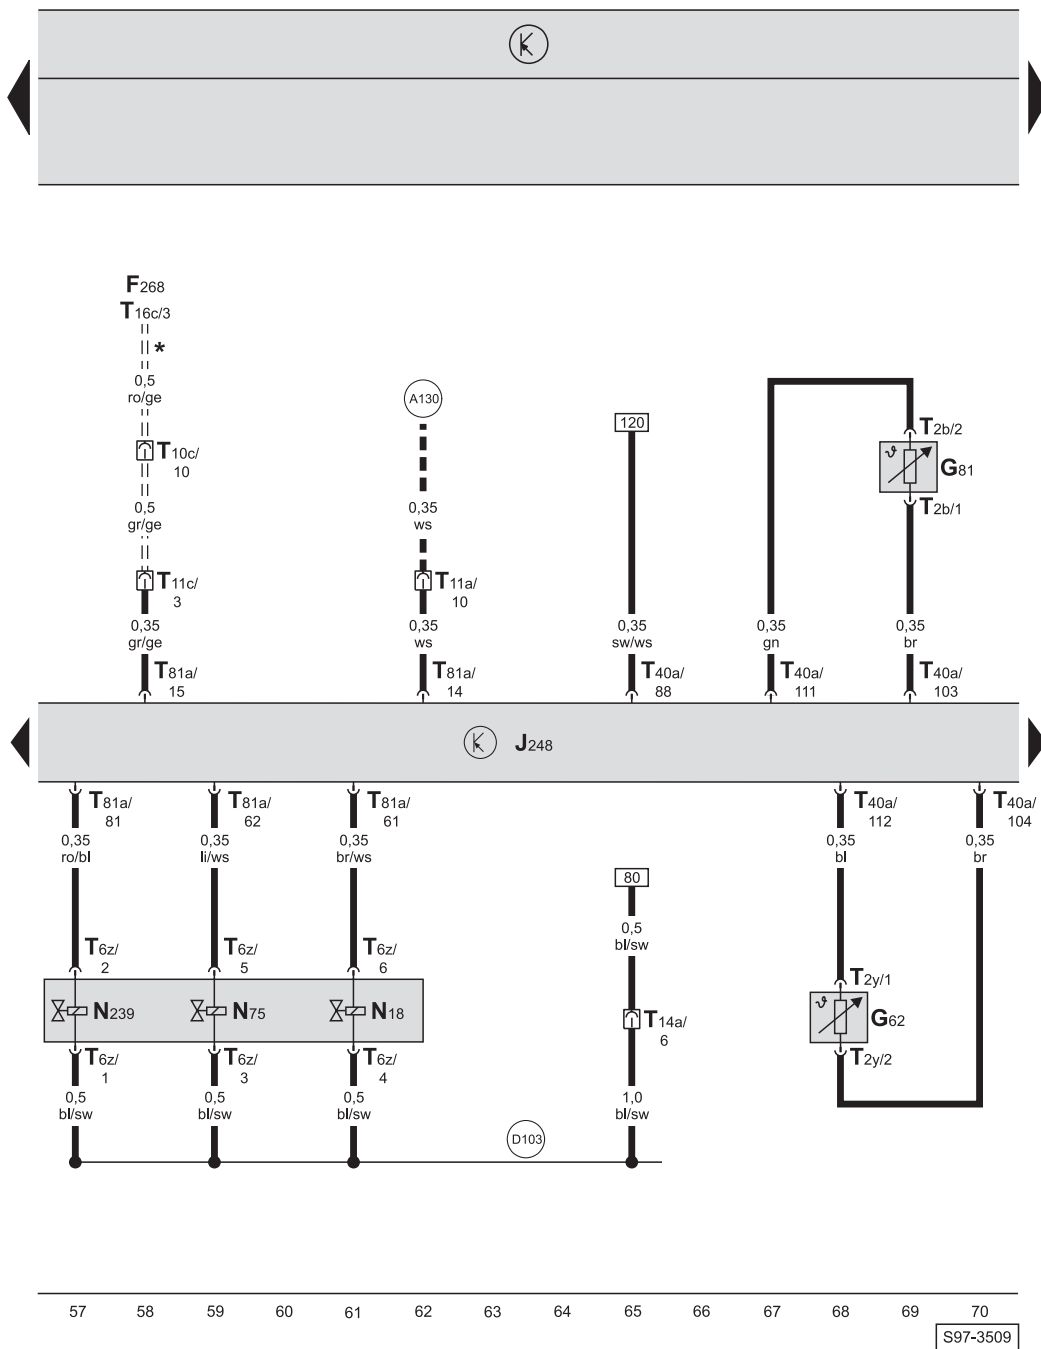 F268
T16c/3
*
0,5
ro/ge
T10c/
10
0,5
gr/ge
T11c/
3
0,35
gr/ge
T81a/
15
A130
0,35
ws
T11a/
10
0,35
ws
T81a/
14
120
0,35
sw/ws
T40a/
88
T2b/2
G81
T2b/1
0,35
gn
T40a/
111
0,35
br
T40a/
103
J248
T81a/
81
0,35
ro/bl
T6z/
2
N239
T6z/
1
0,5
bl/sw
T81a/
62
0,35
li/ws
T6z/
5
N75
T6z/
3
0,5
bl/sw
T81a/
61
0,35
br/ws
T6z/
6
N18
T6z/
4
0,5
bl/sw
D103
80
0,5
bl/sw
T14a/
6
1,0
bl/sw
T40a/
112
0,35
bl
T2y/1
G62
T2y/2
T40a/
104
0,35
br
57 58 59 60 61 62 63 64 65 66 67 68 69 70
S97-3509